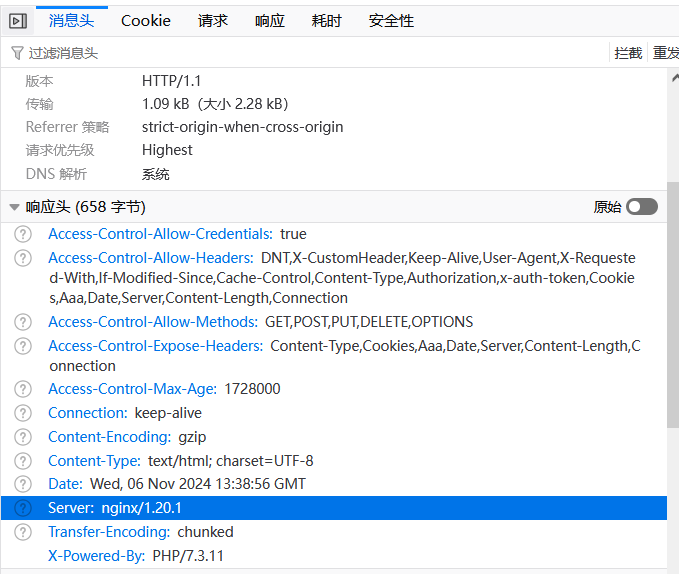 消息头 Cookie 请求 响应 耗时 安全性
过滤消息头 拦截 重发
版本 HTTP/1.1
传输 1.09 kB（大小 2.28 kB）
Referrer 策略 strict-origin-when-cross-origin
请求优先级 Highest
DNS 解析 系统
响应头 (658 字节) 原始
Access-Control-Allow-Credentials: true
Access-Control-Allow-Headers: DNT,X-CustomHeader,Keep-Alive,User-Agent,X-Requeste
d-With,If-Modified-Since,Cache-Control,Content-Type,Authorization,x-auth-token,Cookie
s,Aaa,Date,Server,Content-Length,Connection
Access-Control-Allow-Methods: GET,POST,PUT,DELETE,OPTIONS
Access-Control-Expose-Headers: Content-Type,Cookies,Aaa,Date,Server,Content-Length,C
onnection
Access-Control-Max-Age: 1728000
Connection: keep-alive
Content-Encoding: gzip
Content-Type: text/html; charset=UTF-8
Date: Wed, 06 Nov 2024 13:38:56 GMT
Server: nginx/1.20.1
Transfer-Encoding: chunked
X-Powered-By: PHP/7.3.11